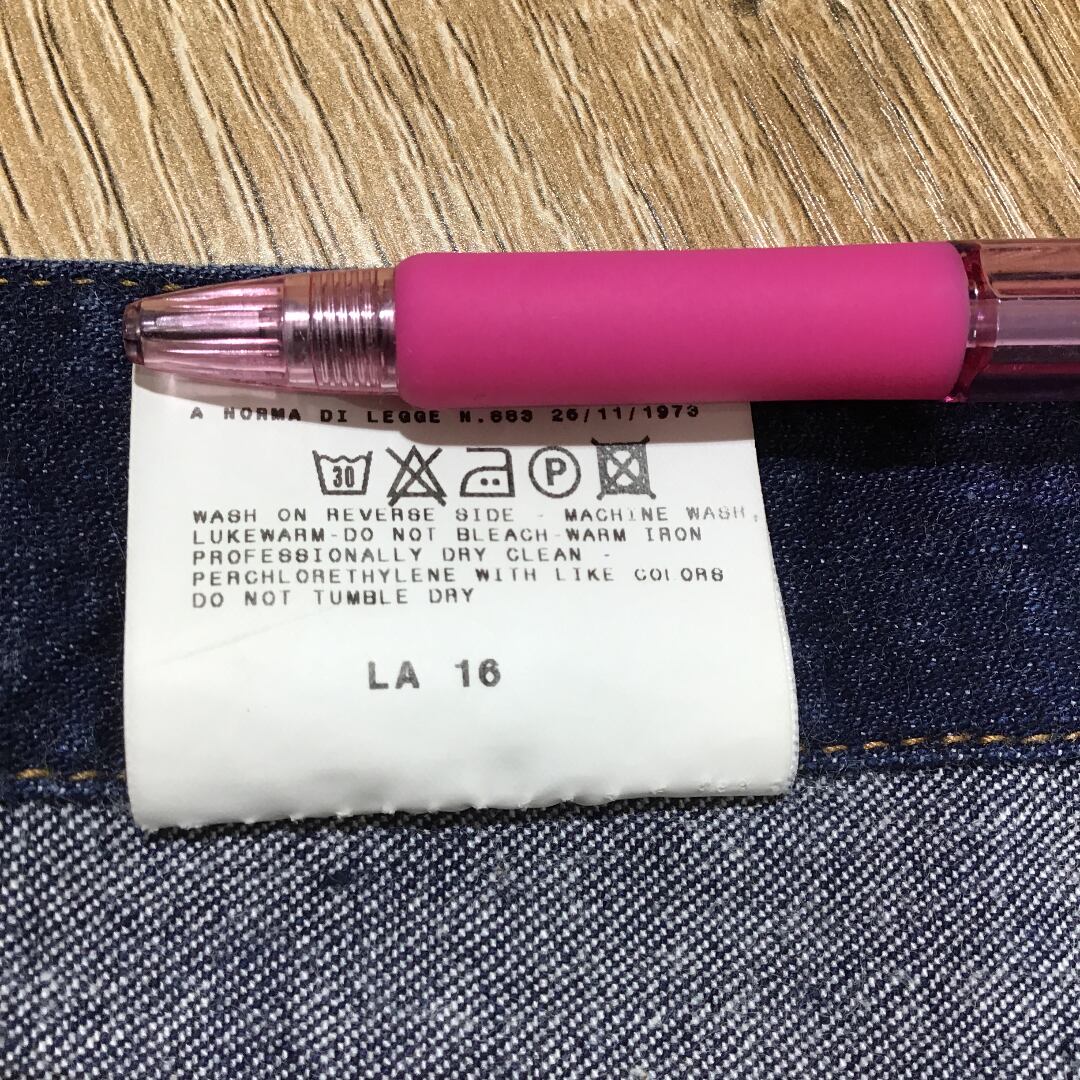 A NORMA DI LEGGE N.883 26/11/1973
30 P
WASH ON REVERSE SIDE - MACHINE WASH,
LUKEWARM-DO NOT BLEACH-WARM IRON
PROFESSIONALLY DRY CLEAN -
PERCHLORETHYLENE WITH LIKE COLORS
DO NOT TUMBLE DRY
LA 16